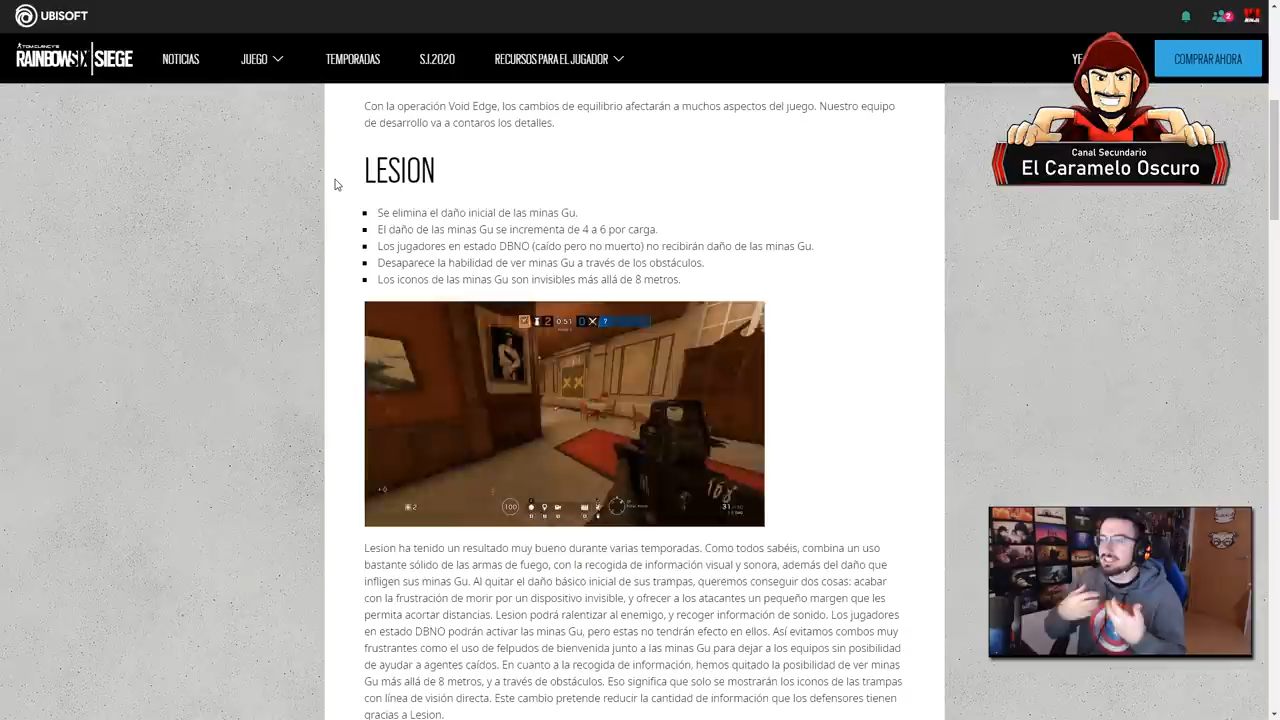 UBISOFT
2
TOM CLANCY'S
RAINBOWSIX|SIEGE
NOTICIAS
JUEGO
TEMPORADAS
S.I.2020
RECURSOS PARA EL JUGADOR
YE
COMPRAR AHORA
Con la operación Void Edge, los cambios de equilibrio afectarán a muchos aspectos del juego. Nuestro equipo
de desarrollo va a contaros los detalles.
Canal Secundario
El Caramelo Oscuro
LESION
Se elimina el daño inicial de las minas Gu.
El daño de las minas Gu se incrementa de 4 a 6 por carga.
Los jugadores en estado DBNO (caído pero no muerto) no recibirán daño de las minas Gu.
Desaparece la habilidad de ver minas Gu a través de los obstáculos.
Los iconos de las minas Gu son invisibles más allá de 8 metros.
2 0:51 0 ?
2
100
31
Lesion ha tenido un resultado muy bueno durante varias temporadas. Como todos sabéis, combina un uso
bastante sólido de las armas de fuego, con la recogida de información visual y sonora, además del daño que
infligen sus minas Gu. Al quitar el daño básico inicial de sus trampas, queremos conseguir dos cosas: acabar
con la frustración de morir por un dispositivo invisible, y ofrecer a los atacantes un pequeño margen que les
permita acortar distancias. Lesion podrá ralentizar al enemigo, y recoger información de sonido. Los jugadores
en estado DBNO podrán activar las minas Gu, pero estas no tendrán efecto en ellos. Así evitamos combos muy
frustrantes como el uso de felpudos de bienvenida junto a las minas Gu para dejar a los equipos sin posibilidad
de ayudar a agentes caídos. En cuanto a la recogida de información, hemos quitado la posibilidad de ver minas
Gu más allá de 8 metros, y a través de obstáculos. Eso significa que solo se mostrarán los iconos de las trampas
con línea de visión directa. Este cambio pretende reducir la cantidad de información que los defensores tienen
gracias a Lesion.